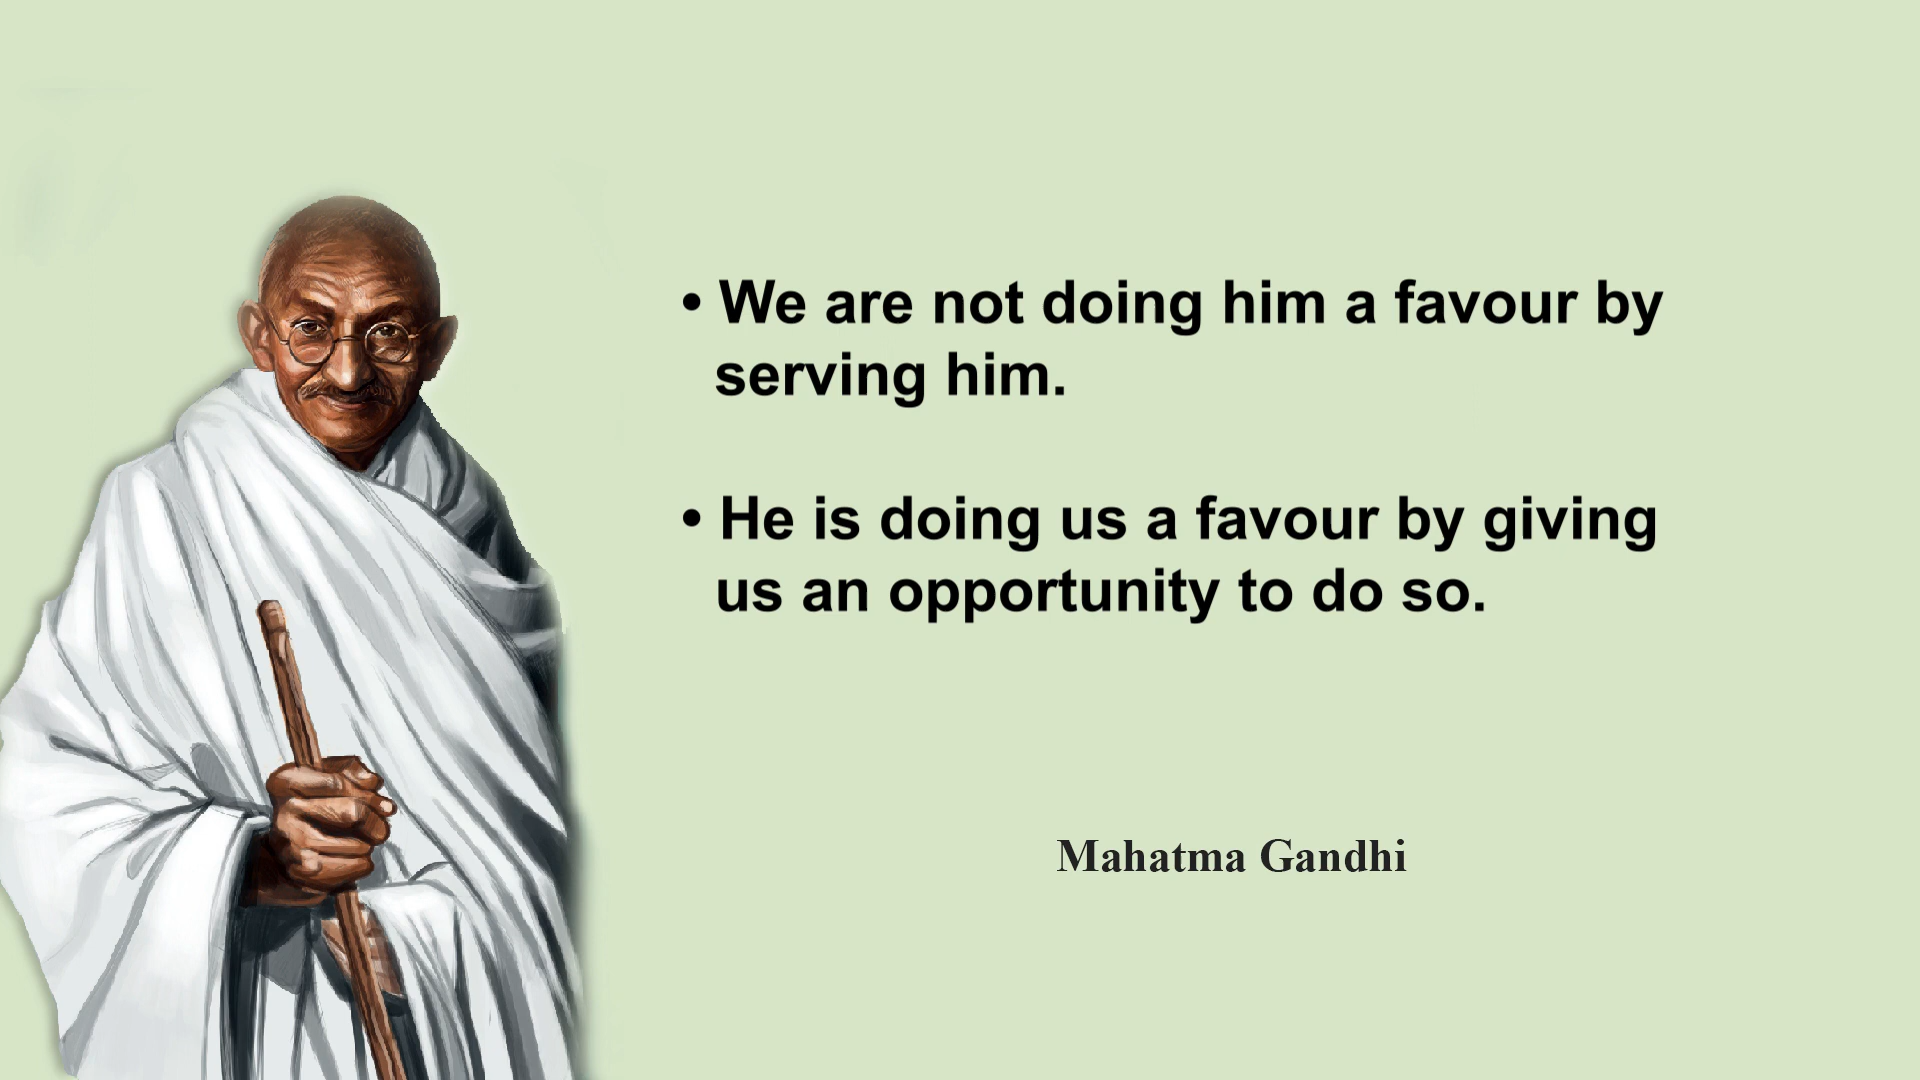 • We are not doing him a favour by
serving him.
• He is doing us a favour by giving
us an opportunity to do so.
Mahatma Gandhi